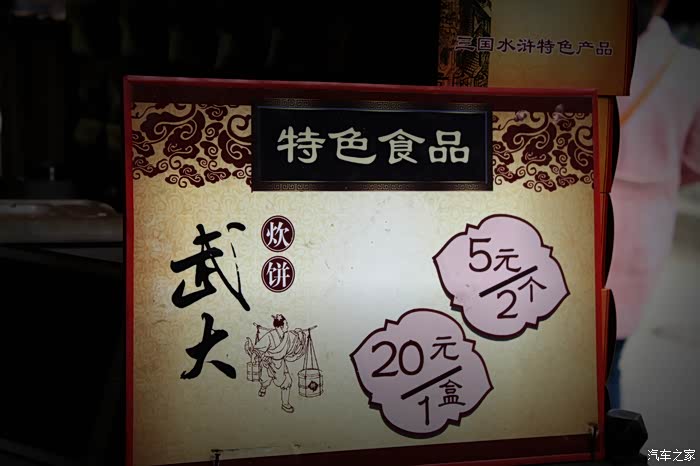 三国水浒特色产品
特色食品
武大
炊饼
5元/2个
20元/1盒
汽车之家